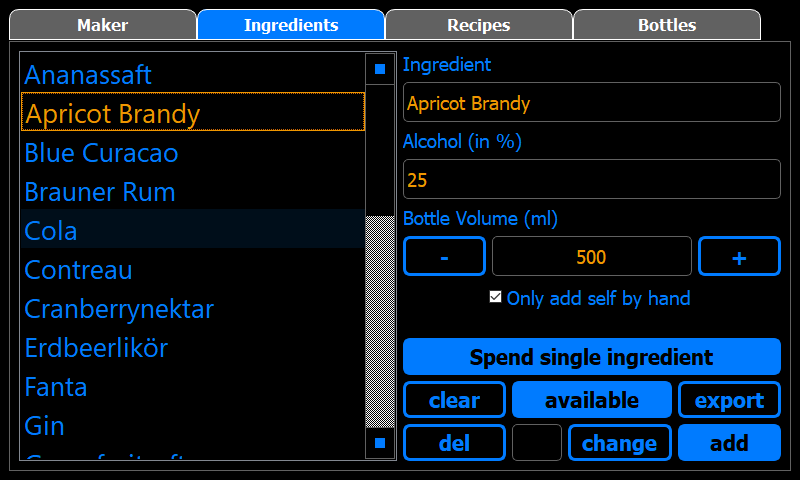 Maker Ingredients Recipes Bottles
Ananassaft
Apricot Brandy
Blue Curacao
Brauner Rum
Cola
Contreau
Cranberrynektar
Erdbeerlikör
Fanta
Gin
Ingredient
Apricot Brandy
Alcohol (in %)
25
Bottle Volume (ml)
- 500 +
Only add self by hand
Spend single ingredient
clear available export
del change add